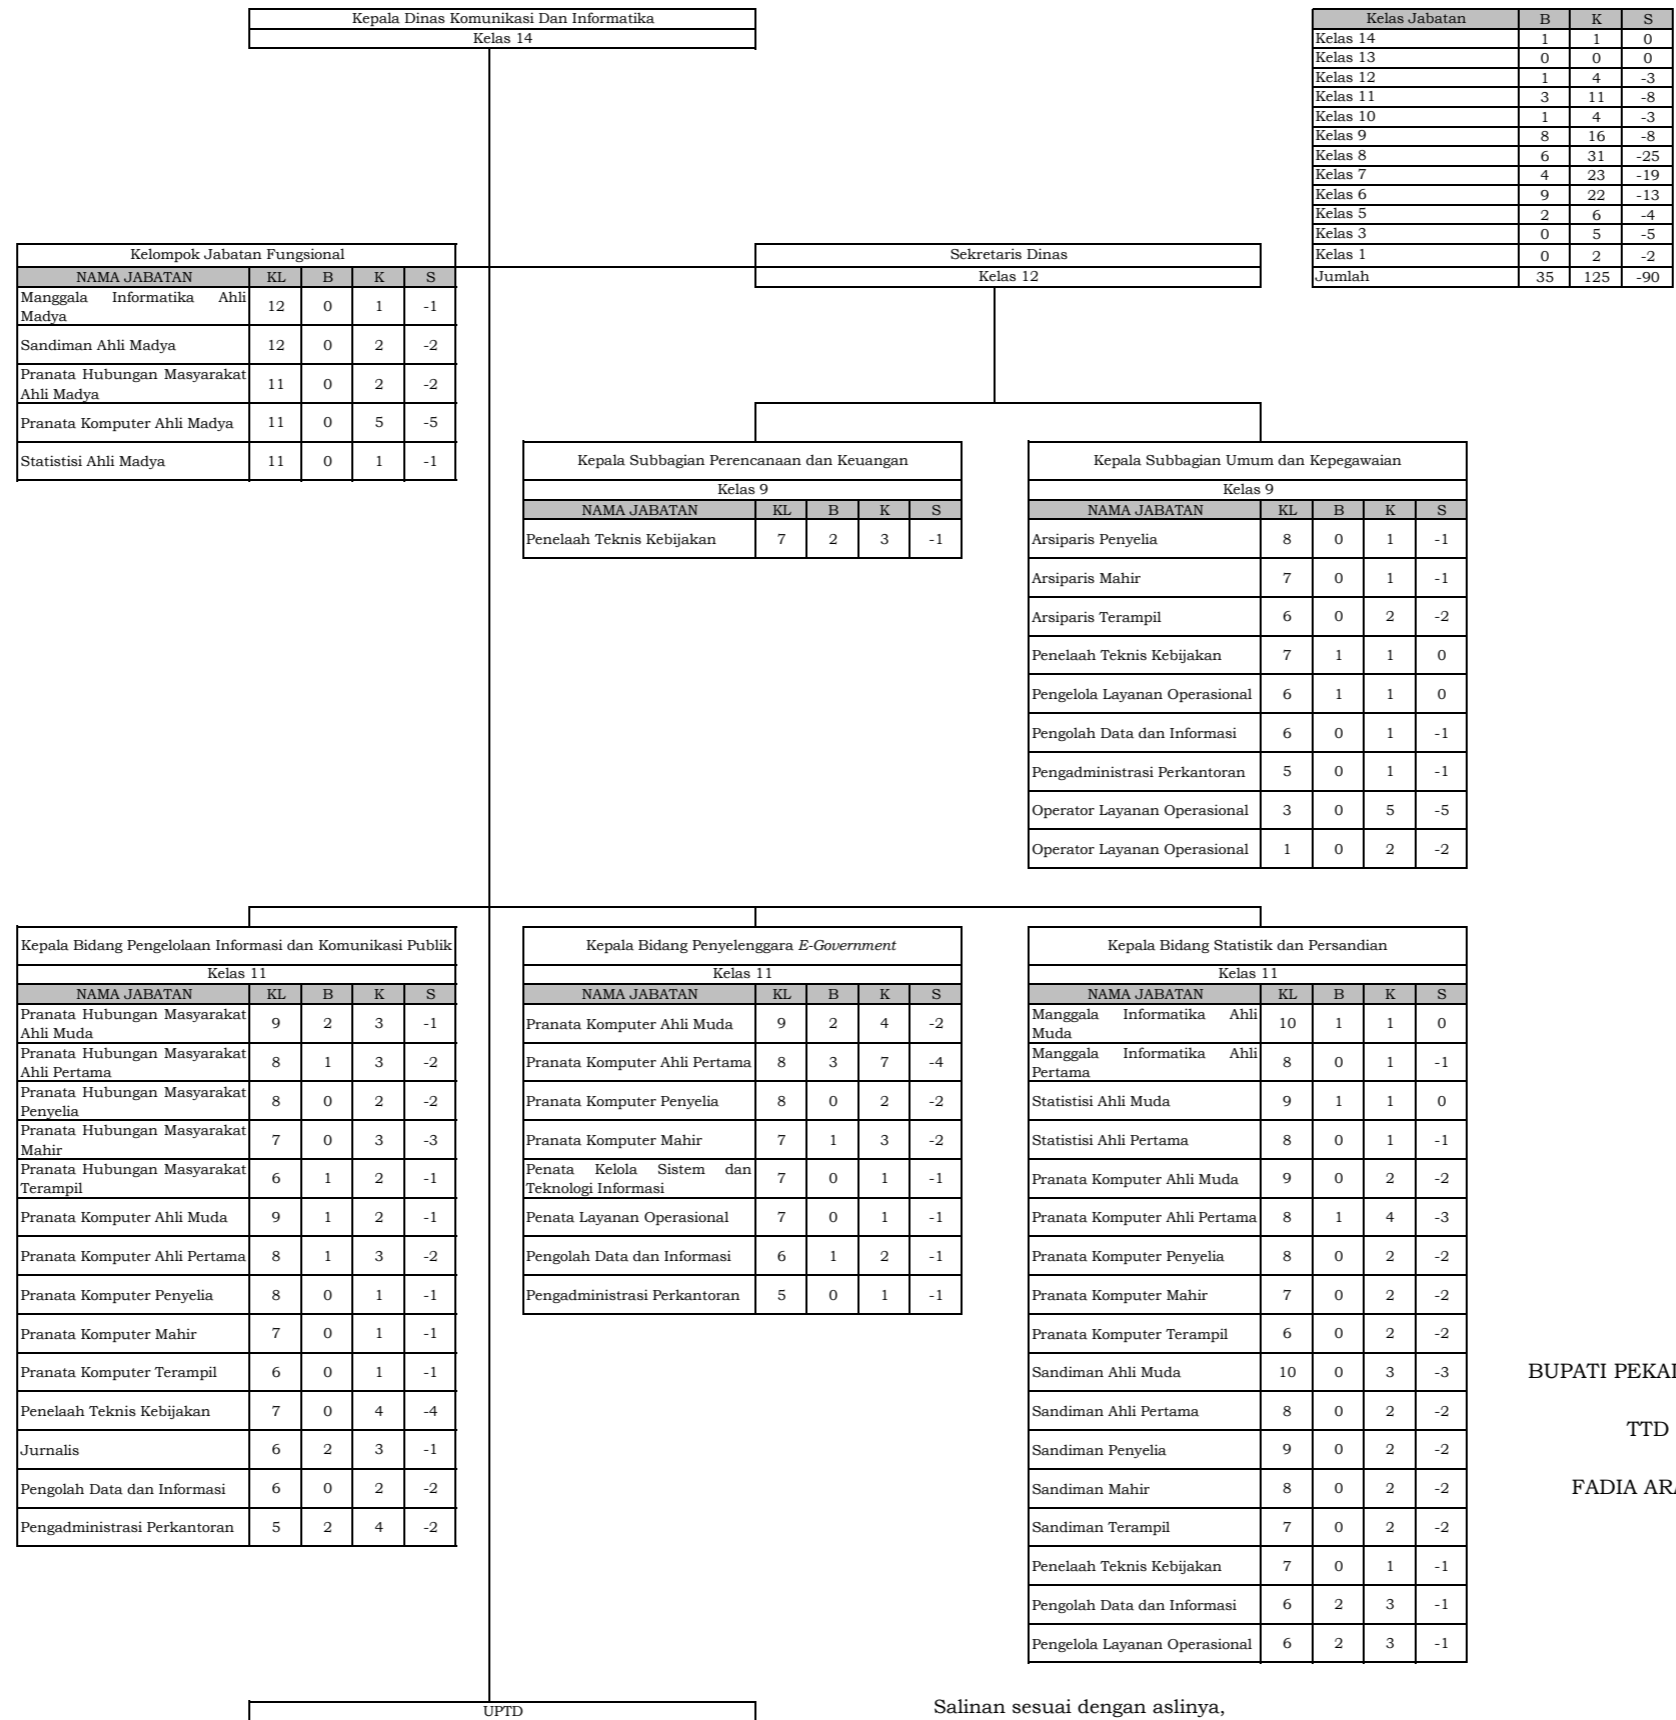 Kepala Dinas Komunikasi Dan Informatika
Kelas 14
Kelas Jabatan B K S
Kelas 14 1 1 0
Kelas 13 0 0 0
Kelas 12 1 4 -3
Kelas 11 3 11 -8
Kelas 10 1 4 -3
Kelas 9 8 16 -8
Kelas 8 6 31 -25
Kelas 7 4 23 -19
Kelas 6 9 22 -13
Kelas 5 2 6 -4
Kelas 3 0 5 -5
Kelas 1 0 2 -2
Jumlah 35 125 -90
Kelompok Jabatan Fungsional
NAMA JABATAN KL B K S
Manggala Informatika Ahli
Madya 12 0 1 -1
Sandiman Ahli Madya 12 0 2 -2
Pranata Hubungan Masyarakat
Ahli Madya 11 0 2 -2
Pranata Komputer Ahli Madya 11 0 5 -5
Statistisi Ahli Madya 11 0 1 -1
Sekretaris Dinas
Kelas 12
Kepala Subbagian Perencanaan dan Keuangan
Kelas 9
NAMA JABATAN KL B K S
Penelaah Teknis Kebijakan 7 2 3 -1
Kepala Subbagian Umum dan Kepegawaian
Kelas 9
NAMA JABATAN KL B K S
Arsiparis Penyelia 8 0 1 -1
Arsiparis Mahir 7 0 1 -1
Arsiparis Terampil 6 0 2 -2
Penelaah Teknis Kebijakan 7 1 1 0
Pengelola Layanan Operasional 6 1 1 0
Pengolah Data dan Informasi 6 0 1 -1
Pengadministrasi Perkantoran 5 0 1 -1
Operator Layanan Operasional 3 0 5 -5
Operator Layanan Operasional 1 0 2 -2
Kepala Bidang Pengelolaan Informasi dan Komunikasi Publik
Kelas 11
NAMA JABATAN KL B K S
Pranata Hubungan Masyarakat
Ahli Muda 9 2 3 -1
Pranata Hubungan Masyarakat
Ahli Pertama 8 1 3 -2
Pranata Hubungan Masyarakat
Penyelia 8 0 2 -2
Pranata Hubungan Masyarakat
Mahir 7 0 3 -3
Pranata Hubungan Masyarakat
Terampil 6 1 2 -1
Pranata Komputer Ahli Muda 9 1 2 -1
Pranata Komputer Ahli Pertama 8 1 3 -2
Pranata Komputer Penyelia 8 0 1 -1
Pranata Komputer Mahir 7 0 1 -1
Pranata Komputer Terampil 6 0 1 -1
Penelaah Teknis Kebijakan 7 0 4 -4
Jurnalis 6 2 3 -1
Pengolah Data dan Informasi 6 0 2 -2
Pengadministrasi Perkantoran 5 2 4 -2
Kepala Bidang Penyelenggara E-Government
Kelas 11
NAMA JABATAN KL B K S
Pranata Komputer Ahli Muda 9 2 4 -2
Pranata Komputer Ahli Pertama 8 3 7 -4
Pranata Komputer Penyelia 8 0 2 -2
Pranata Komputer Mahir 7 1 3 -2
Penata Kelola Sistem dan
Teknologi Informasi 7 0 1 -1
Penata Layanan Operasional 7 0 1 -1
Pengolah Data dan Informasi 6 1 2 -1
Pengadministrasi Perkantoran 5 0 1 -1
Kepala Bidang Statistik dan Persandian
Kelas 11
NAMA JABATAN KL B K S
Manggala Informatika Ahli
Muda 10 1 1 0
Manggala Informatika Ahli
Pertama 8 0 1 -1
Statistisi Ahli Muda 9 1 1 0
Statistisi Ahli Pertama 8 0 1 -1
Pranata Komputer Ahli Muda 9 0 2 -2
Pranata Komputer Ahli Pertama 8 1 4 -3
Pranata Komputer Penyelia 8 0 2 -2
Pranata Komputer Mahir 7 0 2 -2
Pranata Komputer Terampil 6 0 2 -2
Sandiman Ahli Muda 10 0 3 -3
Sandiman Ahli Pertama 8 0 2 -2
Sandiman Penyelia 9 0 2 -2
Sandiman Mahir 8 0 2 -2
Sandiman Terampil 7 0 2 -2
Penelaah Teknis Kebijakan 7 0 1 -1
Pengolah Data dan Informasi 6 2 3 -1
Pengelola Layanan Operasional 6 2 3 -1
BUPATI
TTD
FADIA
UPTD
Salinan sesuai dengan aslinya,